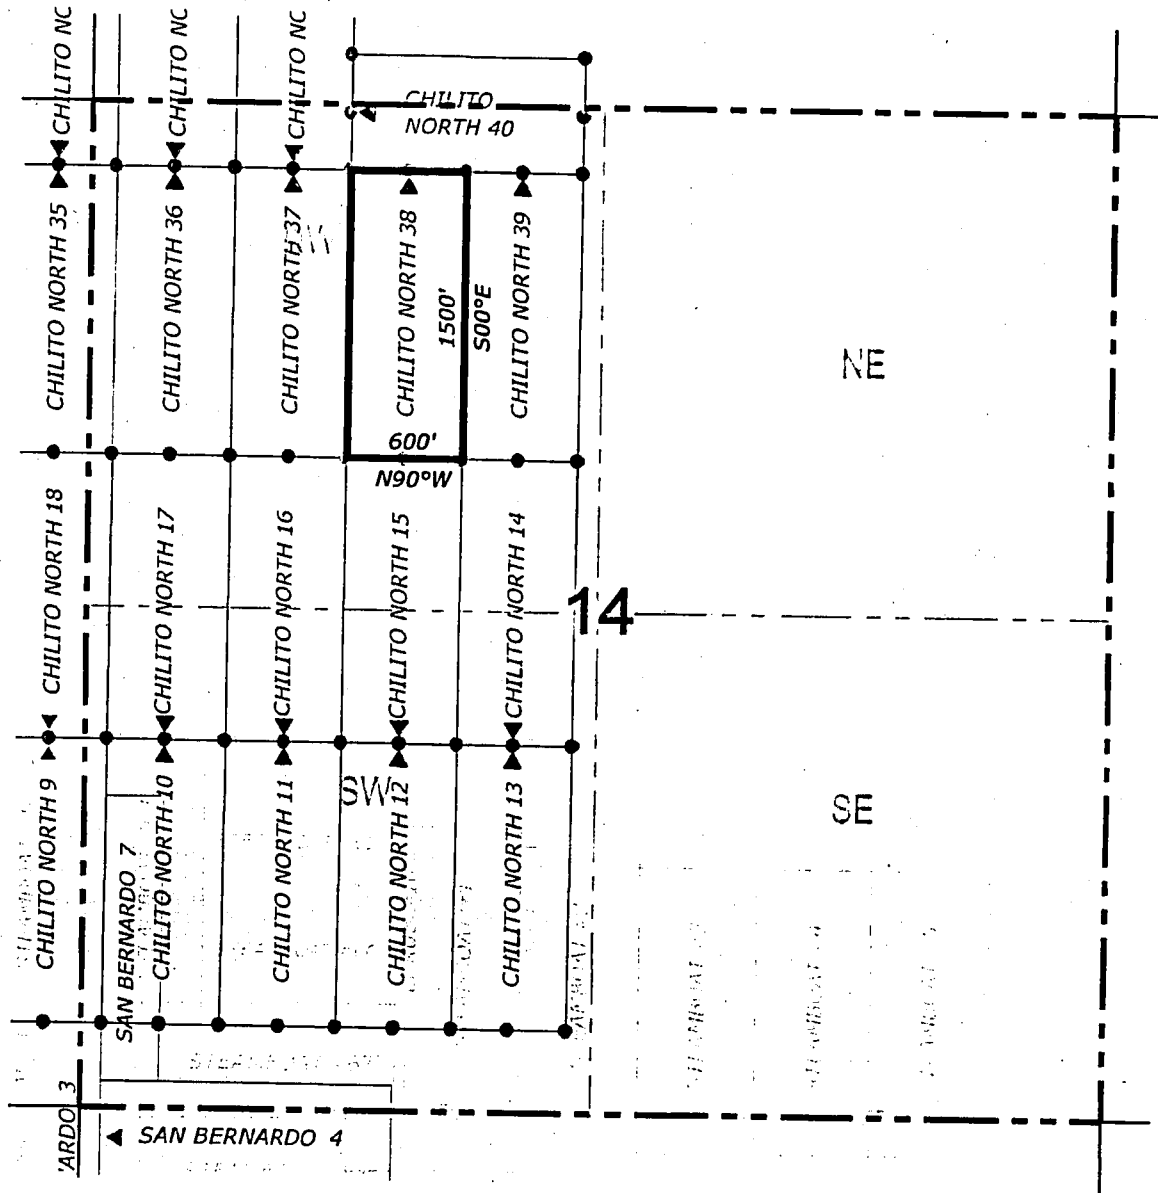 CHILITO NC
CHILITO NC
CHILITO NC
CHILITO
NORTH 40
CHILITO NORTH 35
CHILITO NORTH 36
CHILITO NORTH 37
CHILITO NORTH 38
1500'
S00°E
CHILITO NORTH 39
NE
600'
N90°W
CHILITO NORTH 18
CHILITO NORTH 17
CHILITO NORTH 16
CHILITO NORTH 15
CHILITO NORTH 14
14
CHILITO NORTH 9
SAN BERNARDO 7
CHILITO NORTH 10
CHILITO NORTH 11
SW
CHILITO NORTH 12
CHILITO NORTH 13
SE
'ARDO 3
SAN BERNARDO 4